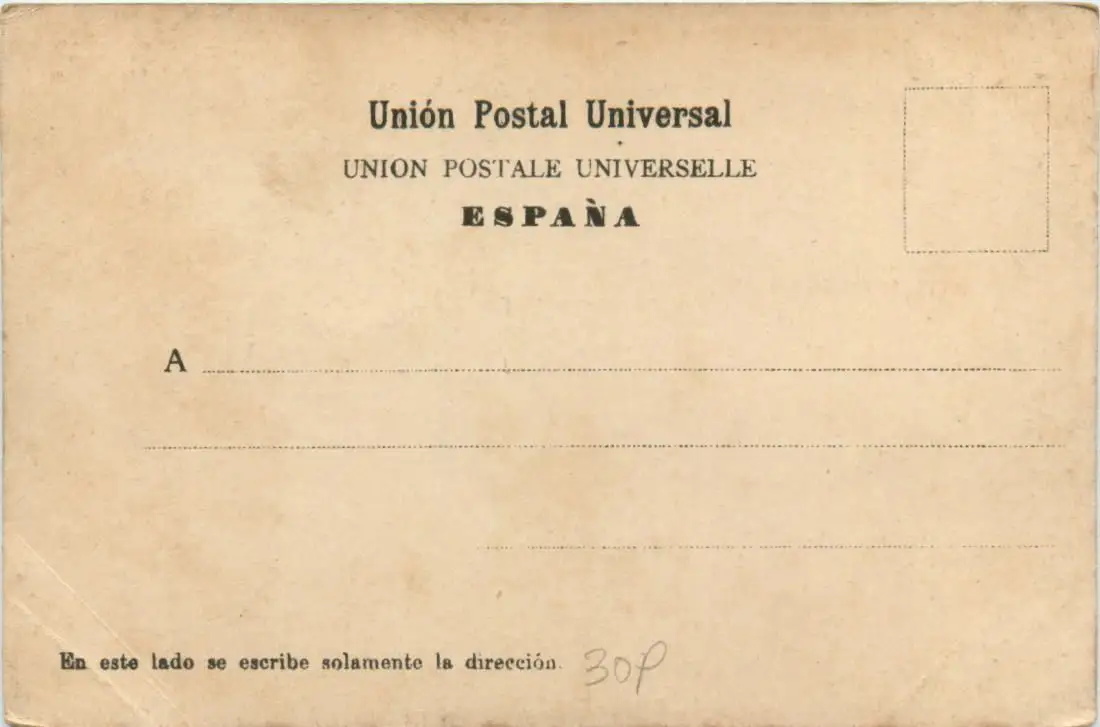 Unión Postal Universal
UNION POSTALE UNIVERSELLE
ESPAÑA
A
En este lado se escribe solamente la dirección. 30P